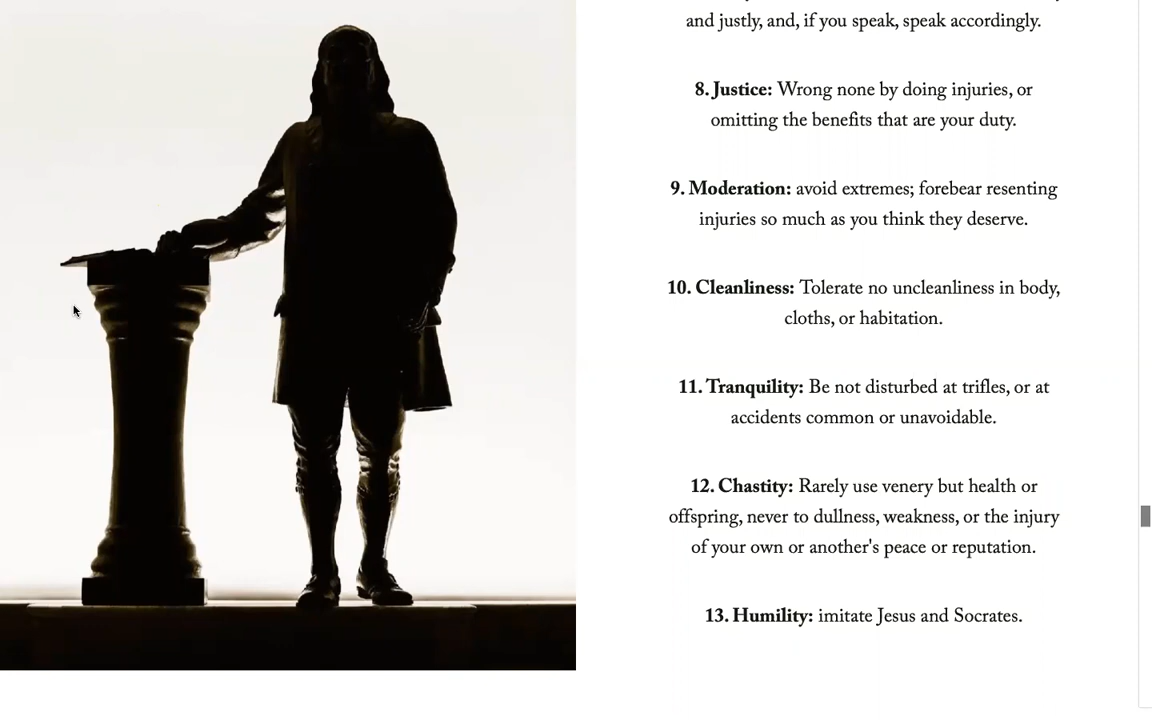 and justly, and, if you speak, speak accordingly.
8. Justice: Wrong none by doing injuries, or
omitting the benefits that are your duty.
9. Moderation: avoid extremes; forebear resenting
injuries so much as you think they deserve.
10. Cleanliness: Tolerate no uncleanliness in body,
cloths, or habitation.
11. Tranquility: Be not disturbed at trifles, or at
accidents common or unavoidable.
12. Chastity: Rarely use venery but health or
offspring, never to dullness, weakness, or the injury
of your own or another's peace or reputation.
13. Humility: imitate Jesus and Socrates.